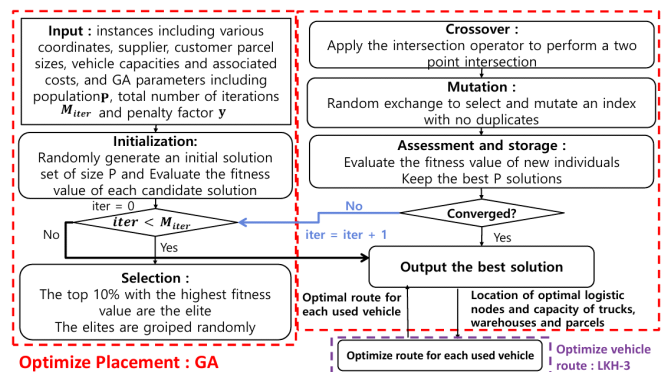 Input : instances including various
coordinates, supplier, customer parcel
sizes, vehicle capacities and associated
costs, and GA parameters including
populationP, total number of iterations
M_iter and penalty factor y
Initialization:
Randomly generate an initial solution
set of size P and Evaluate the fitness
value of each candidate solution
iter = 0
iter < M_iter
No
Yes
Selection :
The top 10% with the highest fitness
value are the elite
The elites are groiped randomly
Optimize Placement : GA
Crossover :
Apply the intersection operator to perform a two
point intersection
Mutation :
Random exchange to select and mutate an index
with no duplicates
Assessment and storage :
Evaluate the fitness value of new individuals
Keep the best P solutions
Converged?
No
iter = iter + 1
Yes
Output the best solution
Optimal route for
each used vehicle
Location of optimal logistic
nodes and capacity of trucks,
warehouses and parcels
Optimize route for each used vehicle
Optimize vehicle
route : LKH-3